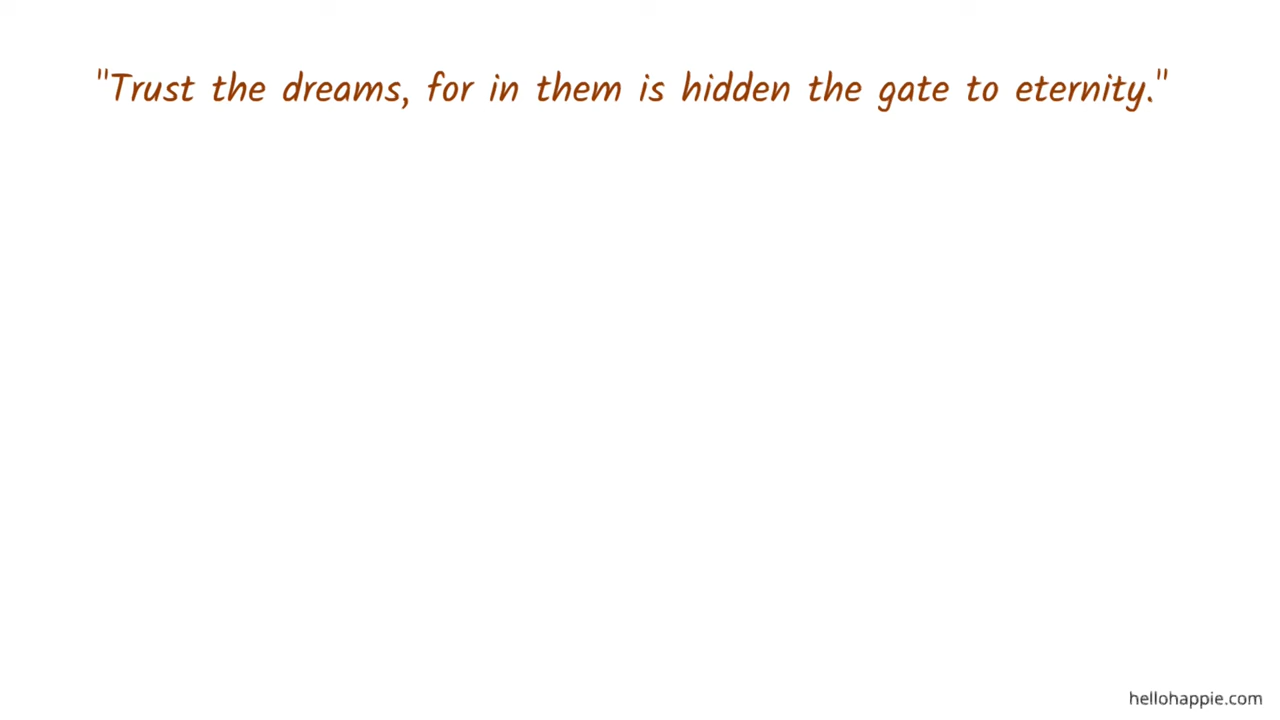 "Trust the dreams, for in them is hidden the gate to eternity."
hellohappie.com